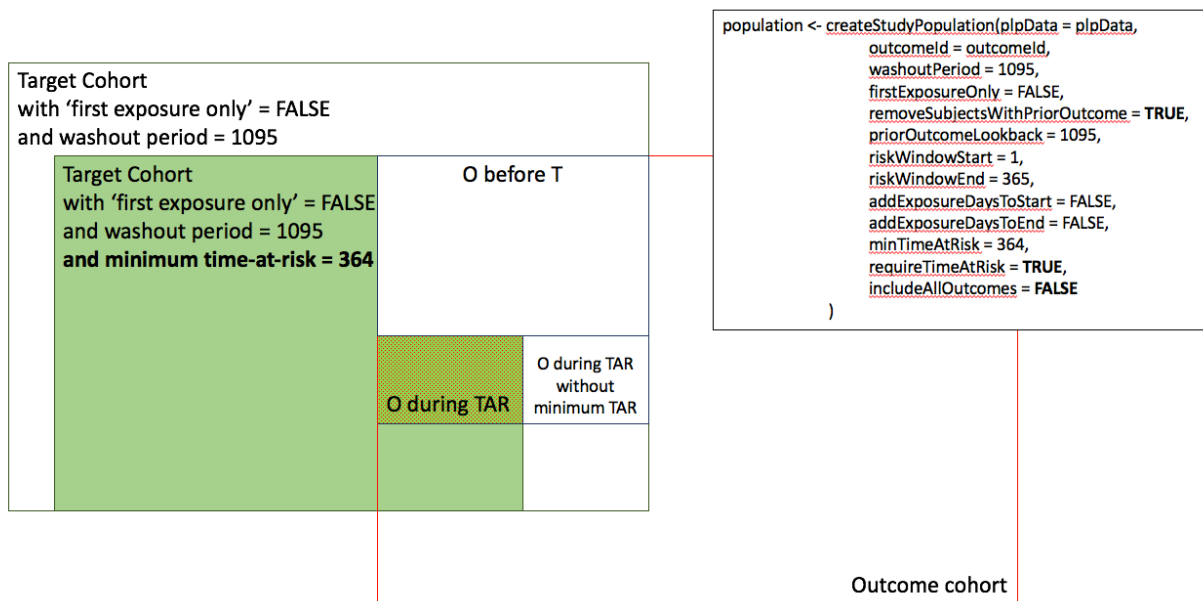 Target Cohort
with ‘first exposure only’ = FALSE
and washout period = 1095
Target Cohort
with ‘first exposure only’ = FALSE
and washout period = 1095
and minimum time-at-risk = 364
O before T
O during TAR
O during TAR
without
minimum TAR
population <- createStudyPopulation(plpData = plpData,
outcomeId = outcomeId,
washoutPeriod = 1095,
firstExposureOnly = FALSE,
removeSubjectsWithPriorOutcome = TRUE,
priorOutcomeLookback = 1095,
riskWindowStart = 1,
riskWindowEnd = 365,
addExposureDaysToStart = FALSE,
addExposureDaysToEnd = FALSE,
minTimeAtRisk = 364,
requireTimeAtRisk = TRUE,
includeAllOutcomes = FALSE
)
Outcome cohort